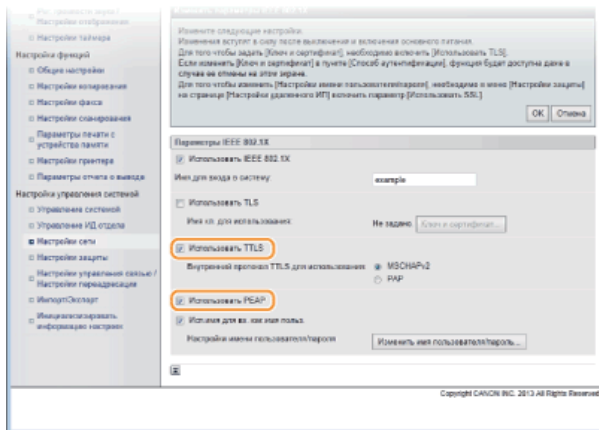 Настройки отображения
Настройки таймера
Настройки функций
Общие настройки
Настройки копирования
Настройки факса
Настройки сканирования
Параметры печати с
устройства памяти
Настройки принтера
Параметры отчета о выводе
Настройки управления системой
Управление системой
Управление ИД отдела
Настройки сети
Настройки защиты
Настройки управления связью /
Настройки переадресации
Импорт/Экспорт
Инициализировать
информацию настроек
Измените следующие настройки.
Изменения вступят в силу после выключения и включения основного питания.
Для того чтобы задать [Ключ и сертификат], необходимо включить [Использовать TLS].
Если изменить [Ключ и сертификат] в пункте [Способ аутентификации], функция будет доступна даже в
случае ее отмены на этом экране.
Для того чтобы изменить [Настройки имени пользователя/пароля], необходимо в меню [Настройки защиты]
на странице [Настройки удаленного ИП] включить параметр [Использовать SSL].
OK Отмена
Параметры IEEE 802.1X
Использовать IEEE 802.1X
Имя для входа в систему: example
Использовать TLS
Имя кл. для использования: Не задано Ключ и сертификат...
Использовать TTLS
Внутренний протокол TTLS для использования: MSCHAPv2
PAP
Использовать PEAP
Исп.имя для вх. как имя польз.
Настройки имени пользователя/пароля Изменить имя пользователя/пароль...
Copyright CANON INC. 2013 All Rights Reserved